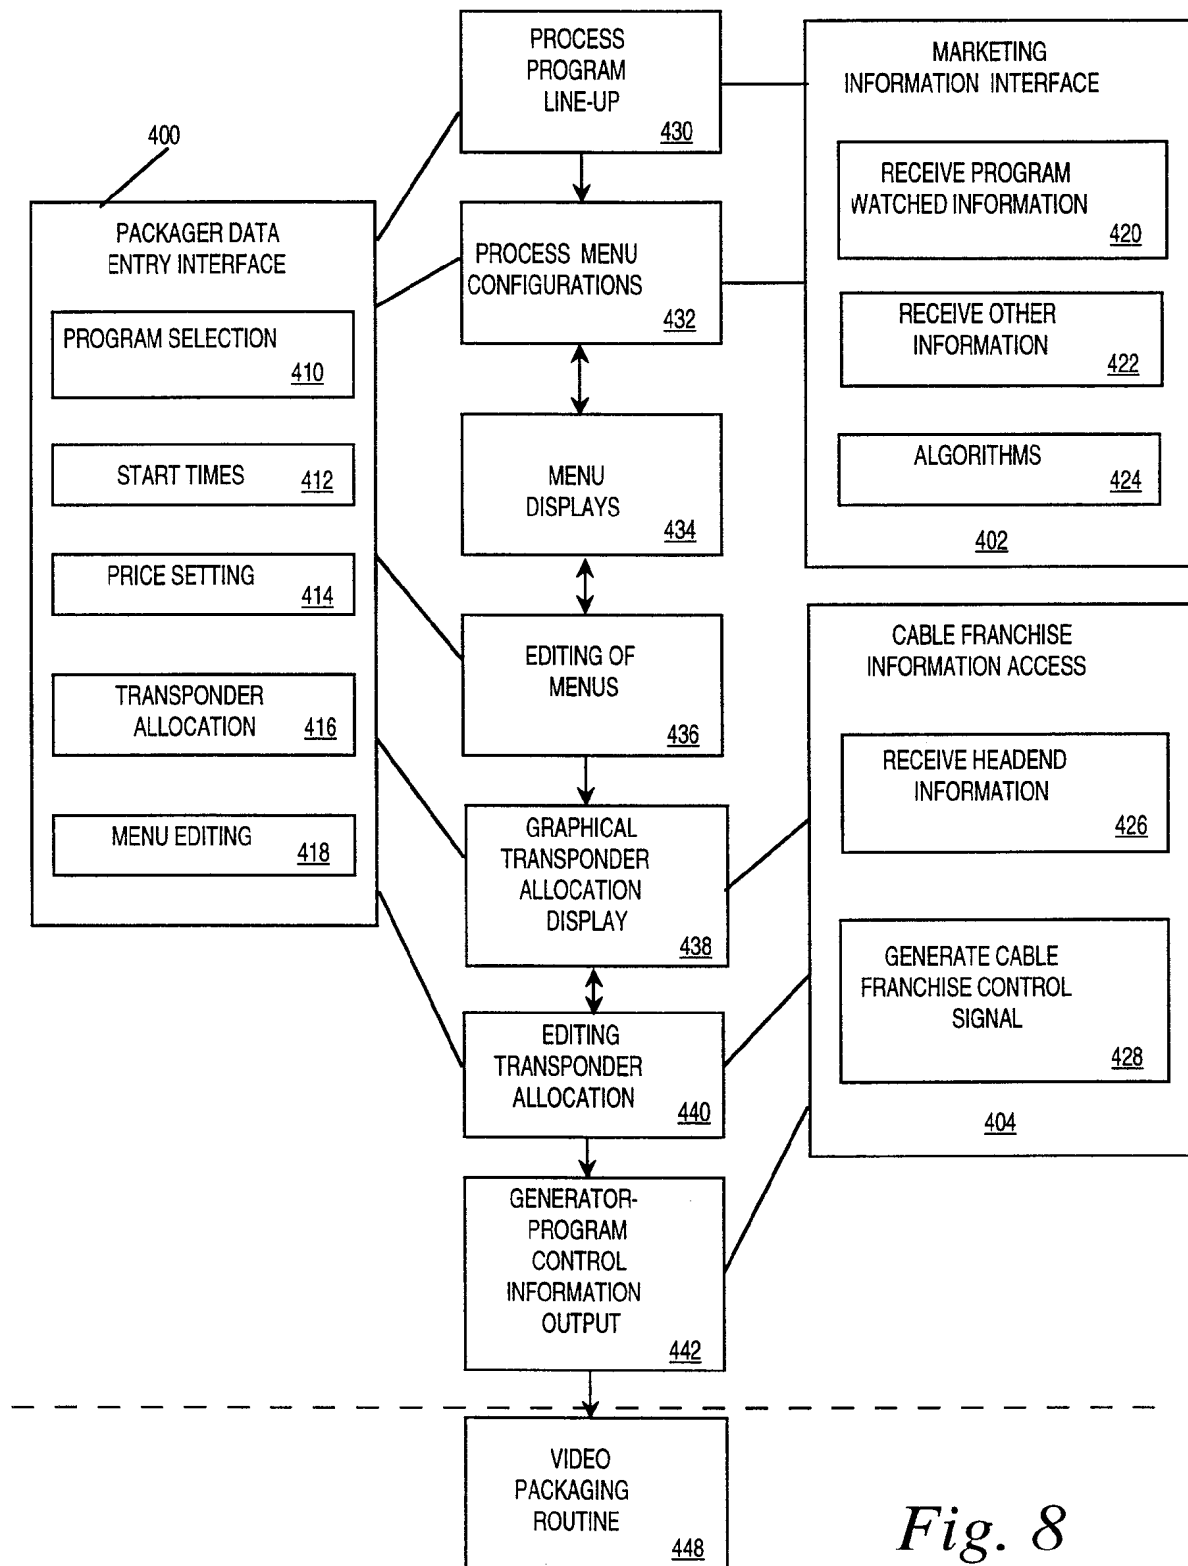 PROCESS
PROGRAM
LINE-UP
430
MARKETING
INFORMATION INTERFACE
RECEIVE PROGRAM
WATCHED INFORMATION
420
RECEIVE OTHER
INFORMATION
422
ALGORITHMS
424
402
400
PACKAGER DATA
ENTRY INTERFACE
PROGRAM SELECTION
410
START TIMES
412
PRICE SETTING
414
TRANSPONDER
ALLOCATION
416
MENU EDITING
418
PROCESS MENU
CONFIGURATIONS
432
MENU
DISPLAYS
434
EDITING OF
MENUS
436
GRAPHICAL
TRANSPONDER
ALLOCATION
DISPLAY
438
EDITING
TRANSPONDER
ALLOCATION
440
GENERATOR-
PROGRAM
CONTROL
INFORMATION
OUTPUT
442
CABLE FRANCHISE
INFORMATION ACCESS
RECEIVE HEADEND
INFORMATION
426
GENERATE CABLE
FRANCHISE CONTROL
SIGNAL
428
404
VIDEO
PACKAGING
ROUTINE
448
Fig. 8